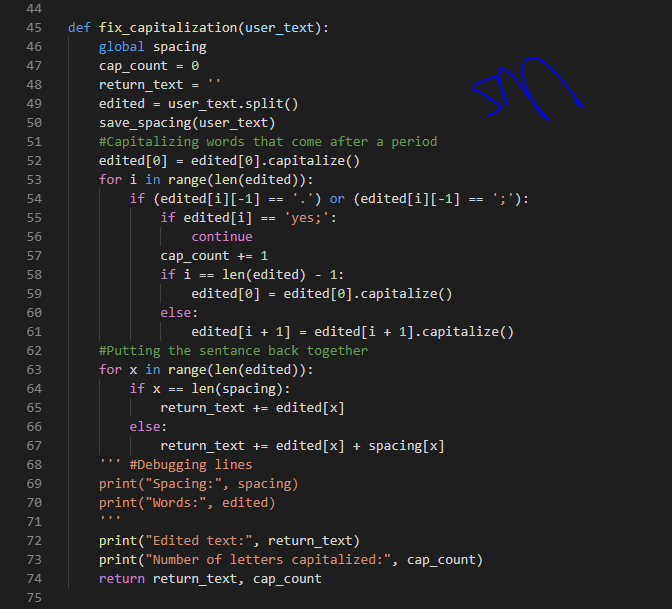 44
45 def fix_capitalization(user_text):
46     global spacing
47     cap_count = 0
48     return_text = ''
49     edited = user_text.split()
50     save_spacing(user_text)
51     #Capitalizing words that come after a period
52     edited[0] = edited[0].capitalize()
53     for i in range(len(edited)):
54         if (edited[i][-1] == '.') or (edited[i][-1] == ';'):
55             if edited[i] == 'yes;':
56                 continue
57             cap_count += 1
58             if i == len(edited) - 1:
59                 edited[0] = edited[0].capitalize()
60             else:
61                 edited[i + 1] = edited[i + 1].capitalize()
62     #Putting the sentance back together
63     for x in range(len(edited)):
64         if x == len(spacing):
65             return_text += edited[x]
66         else:
67             return_text += edited[x] + spacing[x]
68     ''' #Debugging lines
69     print("Spacing:", spacing)
70     print("Words:", edited)
71     '''
72     print("Edited text:", return_text)
73     print("Number of letters capitalized:", cap_count)
74     return return_text, cap_count
75